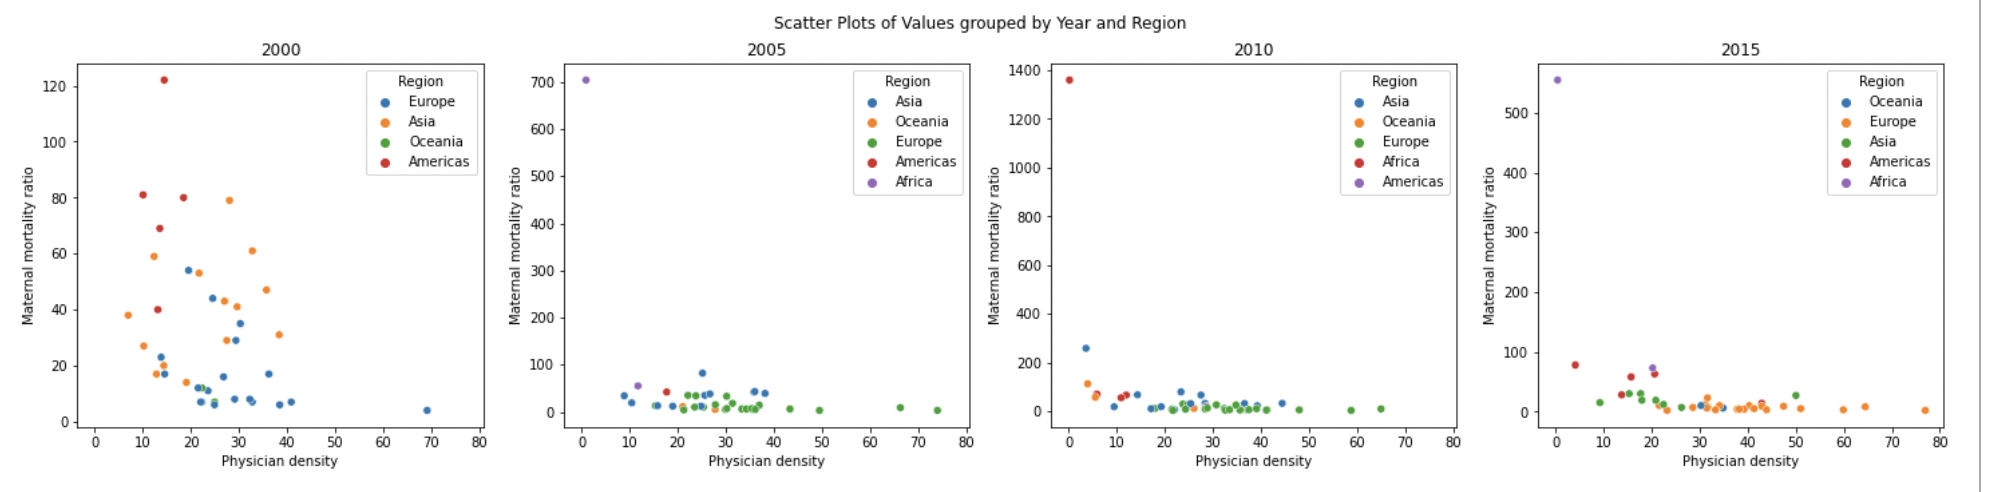 Scatter Plots of Values grouped by Year and Region
2000
Maternal mortality ratio
120
100
80
60
40
20
0
Region
Europe
Asia
Oceania
Americas
0 10 20 30 40 50 60 70 80
Physician density
2005
Maternal mortality ratio
700
600
500
400
300
200
100
0
Region
Asia
Oceania
Europe
Americas
Africa
0 10 20 30 40 50 60 70 80
Physician density
2010
Maternal mortality ratio
1400
1200
1000
800
600
400
200
0
Region
Asia
Oceania
Europe
Africa
Americas
0 10 20 30 40 50 60 70 80
Physician density
2015
Maternal mortality ratio
500
400
300
200
100
0
Region
Oceania
Europe
Asia
Americas
Africa
0 10 20 30 40 50 60 70 80
Physician density